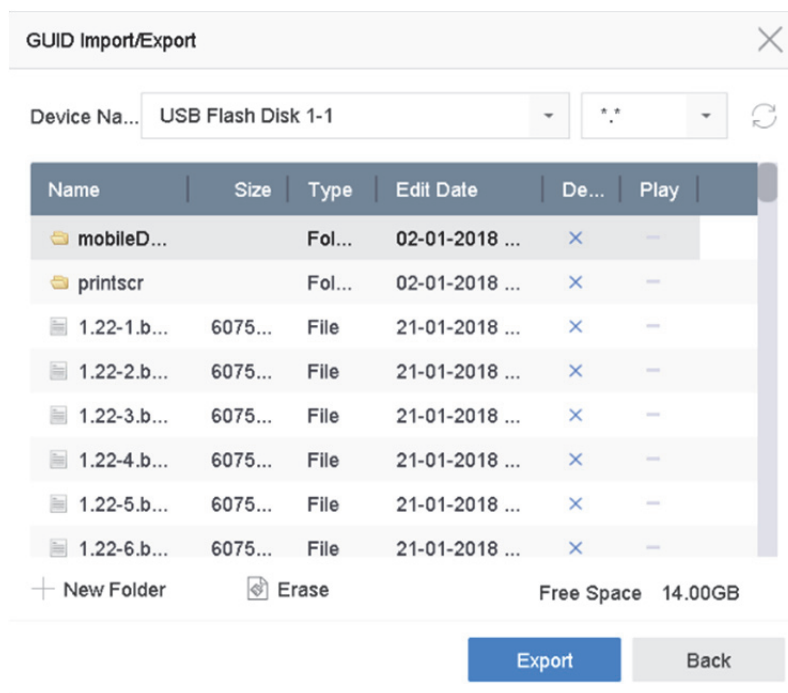 GUID Import/Export
Device Na... USB Flash Disk 1-1 *.*
Name Size Type Edit Date De... Play
mobileD... Fol... 02-01-2018 ... × —
printscr Fol... 02-01-2018 ... × —
1.22-1.b... 6075... File 21-01-2018 ... × —
1.22-2.b... 6075... File 21-01-2018 ... × —
1.22-3.b... 6075... File 21-01-2018 ... × —
1.22-4.b... 6075... File 21-01-2018 ... × —
1.22-5.b... 6075... File 21-01-2018 ... × —
1.22-6.b... 6075... File 21-01-2018 ... × —
New Folder Erase Free Space 14.00GB
Export Back